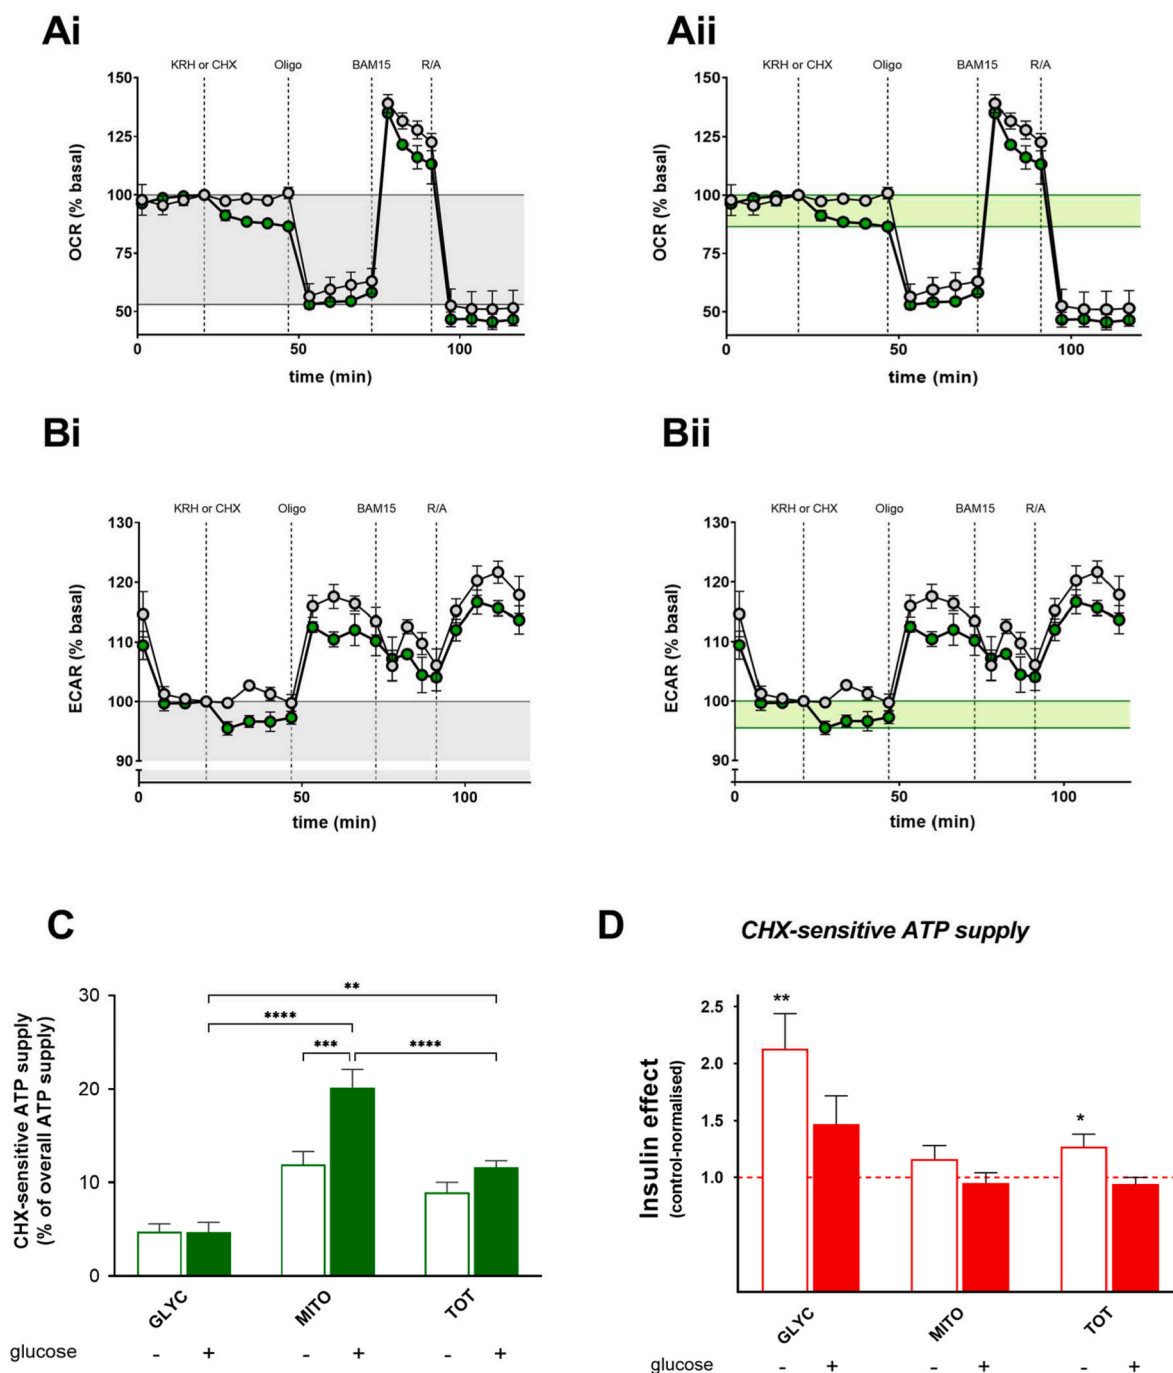 Ai
KRH or CHX Oligo BAM15 R/A
150
125
100
75
50
OCR (% basal)
0 50 100
time (min)
Aii
KRH or CHX Oligo BAM15 R/A
150
125
100
75
50
OCR (% basal)
0 50 100
time (min)
Bi
KRH or CHX Oligo BAM15 R/A
130
120
110
100
90
ECAR (% basal)
0 50 100
time (min)
Bii
KRH or CHX Oligo BAM15 R/A
130
120
110
100
90
ECAR (% basal)
0 50 100
time (min)
C
CHX-sensitive ATP supply
(% of overall ATP supply)
30
20
10
0
**
****
*** ****
GLYC MITO TOT
glucose - + - + - +
D
CHX-sensitive ATP supply
Insulin effect
(control-normalised)
2.5
2.0
1.5
1.0
**
*
GLYC MITO TOT
glucose - + - + - +